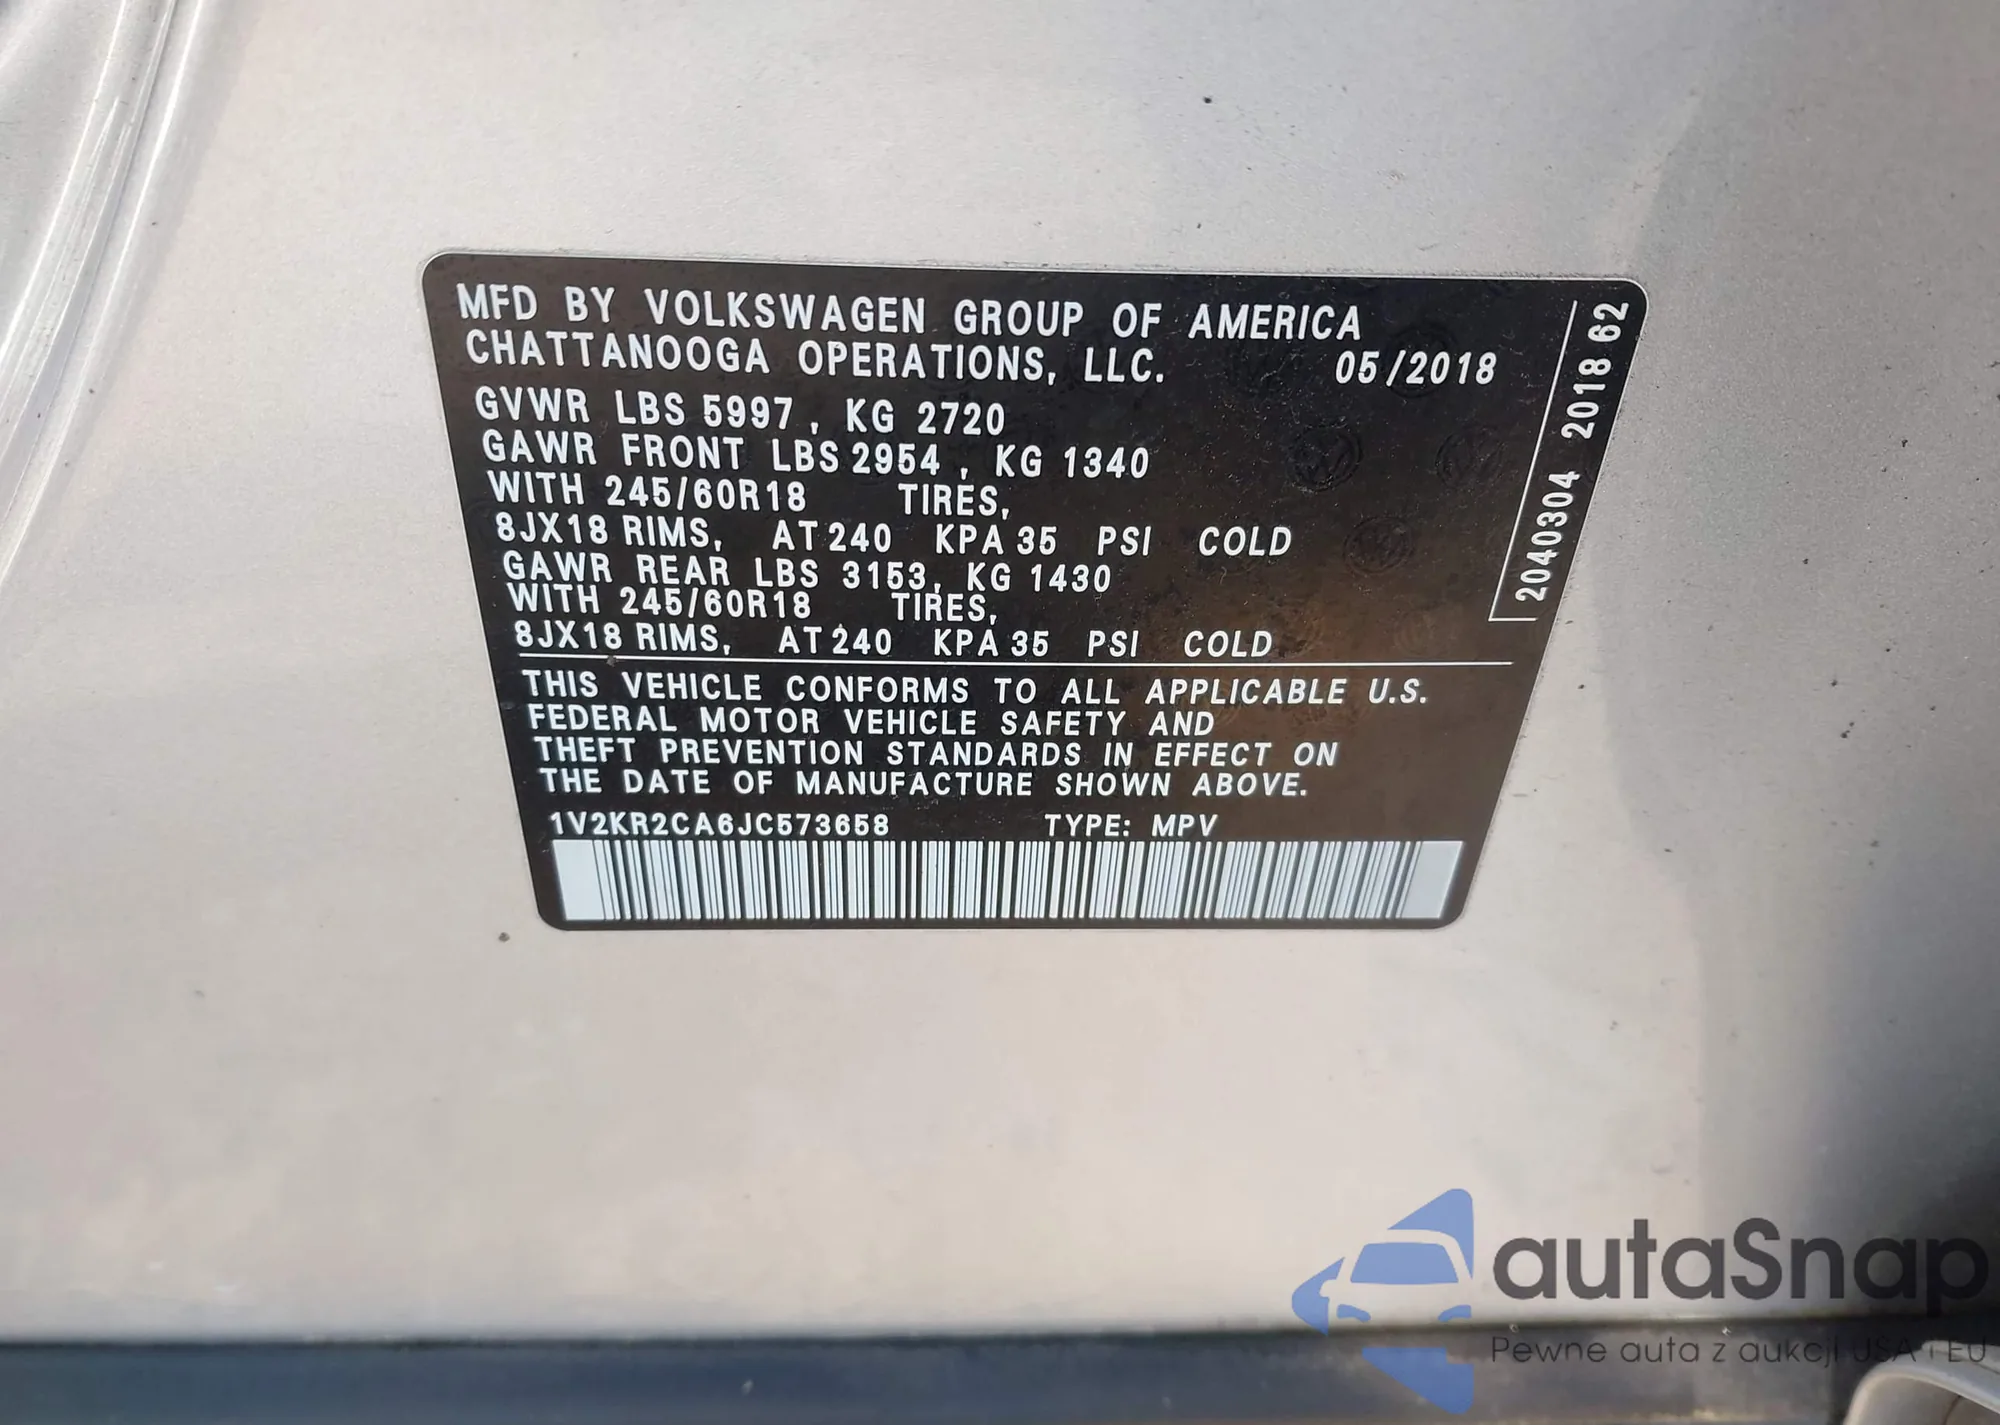 MFD BY VOLKSWAGEN GROUP OF AMERICA
CHATTANOOGA OPERATIONS, LLC. 05/2018
GVWR LBS 5997 , KG 2720
GAWR FRONT LBS 2954 , KG 1340
WITH 245/60R18 TIRES,
8JX18 RIMS, AT 240 KPA 35 PSI COLD
GAWR REAR LBS 3153, KG 1430
WITH 245/60R18 TIRES,
8JX18 RIMS, AT 240 KPA 35 PSI COLD
THIS VEHICLE CONFORMS TO ALL APPLICABLE U.S.
FEDERAL MOTOR VEHICLE SAFETY AND
THEFT PREVENTION STANDARDS IN EFFECT ON
THE DATE OF MANUFACTURE SHOWN ABOVE.
1V2KR2CA6JC573658 TYPE: MPV
2040304 2018 62
autaSnap
Pewne auta z aukcji USA i EU